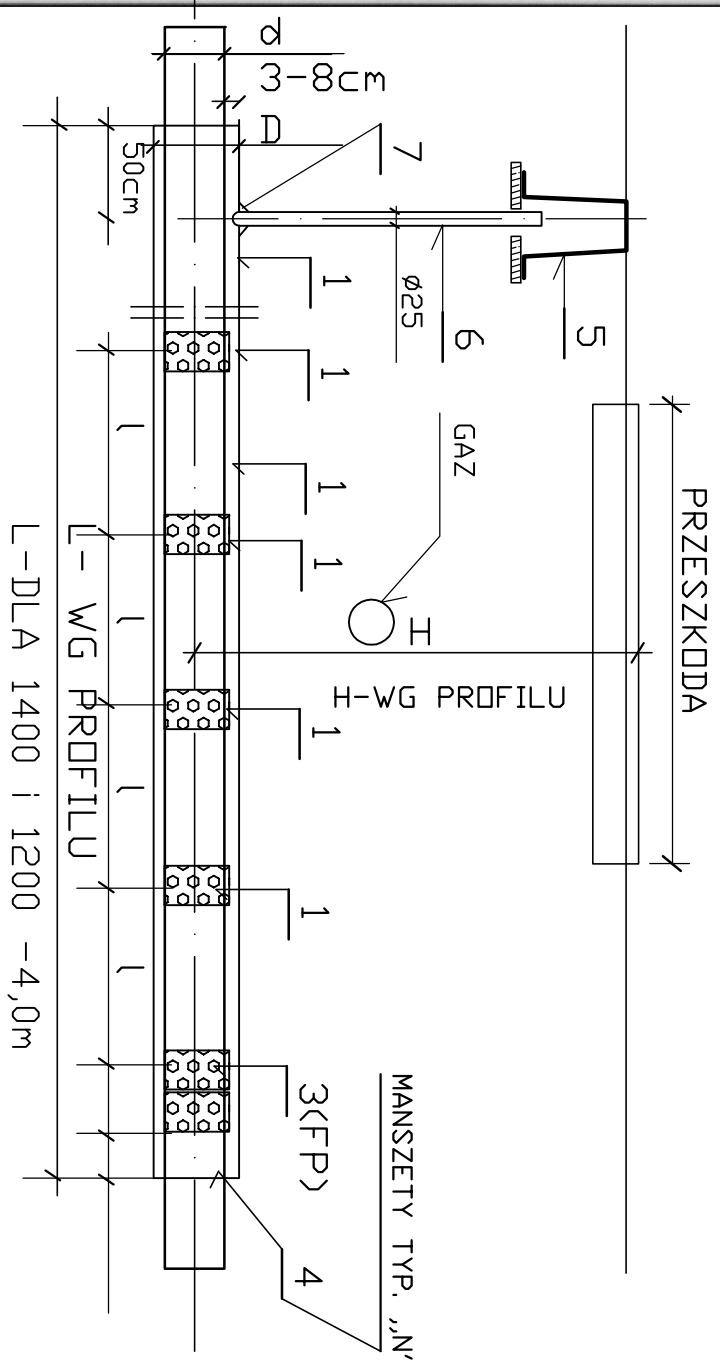 PRZESZKODA
d
3-8cm
D
50cm
7
6
5
Ø25
1
1
1
1
1
1
GAZ
H
H-WG PROFILU
l
l
l
l
L- WG PROFILU
L-DLA 1400 i 1200 -4,0m
3(FP)
MANSZETY TYP. ,,N'
4